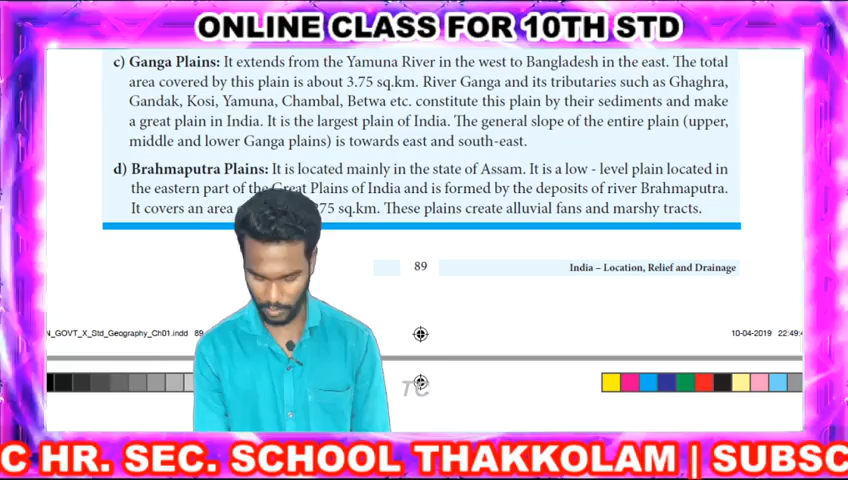 ONLINE CLASS FOR 10TH STD
c) Ganga Plains: It extends from the Yamuna River in the west to Bangladesh in the east. The total
area covered by this plain is about 3.75 sq.km. River Ganga and its tributaries such as Ghaghra,
Gandak, Kosi, Yamuna, Chambal, Betwa etc. constitute this plain by their sediments and make
a great plain in India. It is the largest plain of India. The general slope of the entire plain (upper,
middle and lower Ganga plains) is towards east and south-east.
d) Brahmaputra Plains: It is located mainly in the state of Assam. It is a low - level plain located in
the eastern part of the Great Plains of India and is formed by the deposits of river Brahmaputra.
It covers an area 375 sq.km. These plains create alluvial fans and marshy tracts.
89 India – Location, Relief and Drainage
N_GOVT_X_Std_Geography_Ch01.indd 89 10-04-2019 22:49:4
TC
C HR. SEC. SCHOOL THAKKOLAM | SUBSC